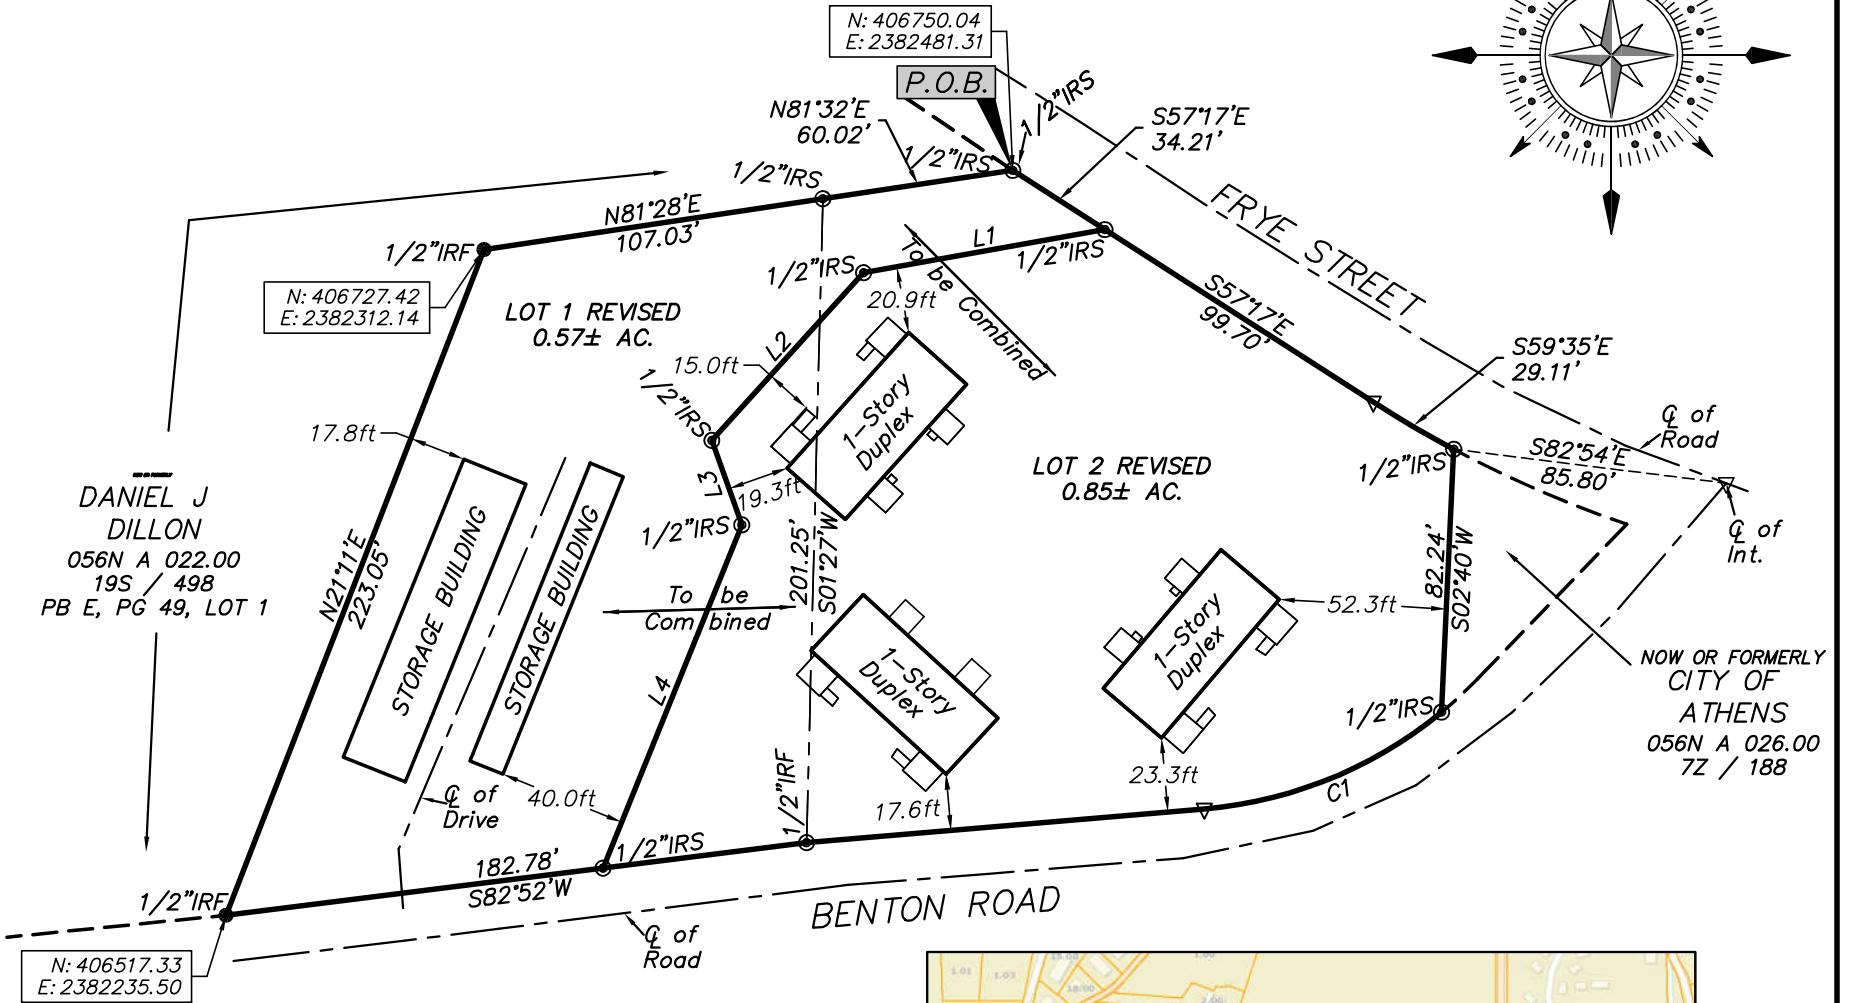 N: 406750.04
E: 2382481.31
P.O.B.
1/2"IRS
N81°32'E
60.02'
S57°17'E
34.21'
1/2"IRS
1/2"IRS
N81°28'E
107.03'
FRYE STREET
1/2"IRF
L1
1/2"IRS
1/2"IRS
To be Combined
N: 406727.42
E: 2382312.14
LOT 1 REVISED
0.57± AC.
20.9ft
S57°17'E
99.70'
L2
15.0ft
1-Story
Duplex
S59°35'E
29.11'
1/2"IRS
17.8ft
℄ of
Road
LOT 2 REVISED
0.85± AC.
1/2"IRS
S82°54'E
85.80'
L3
19.3ft
1/2"IRS
℄ of
Int.
DANIEL J
DILLON
056N A 022.00
19S / 498
PB E, PG 49, LOT 1
N21°11'E
223.05'
STORAGE BUILDING
STORAGE BUILDING
To be
Combined
201.25'
S01°27'W
82.24'
S02°40'W
52.3ft
1-Story
Duplex
1-Story
Duplex
L4
NOW OR FORMERLY
CITY OF
ATHENS
056N A 026.00
7Z / 188
1/2"IRS
℄ of
Drive
40.0ft
1/2"IRF
17.6ft
23.3ft
C1
1/2"IRS
182.78'
S82°52'W
1/2"IRF
BENTON ROAD
℄ of
Road
N: 406517.33
E: 2382235.50
1.01
1.03